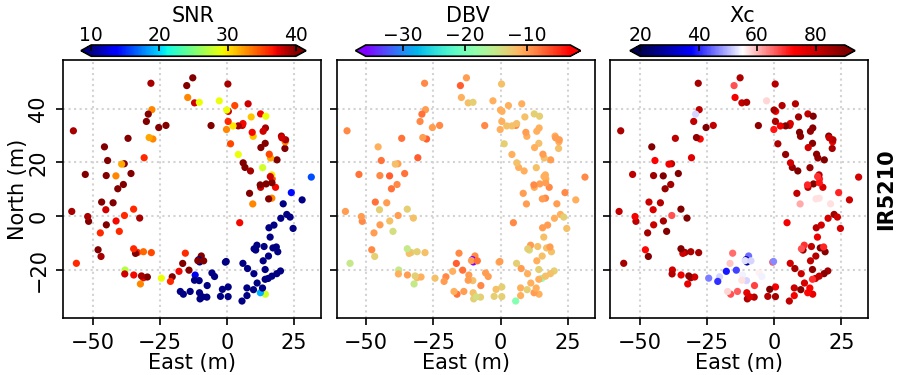 SNR DBV Xc
10 20 30 40 −30 −20 −10 20 40 60 80
40
20
0
−20
North (m)
−50 −25 0 25 −50 −25 0 25 −50 −25 0 25
East (m) East (m) East (m)
IR5210